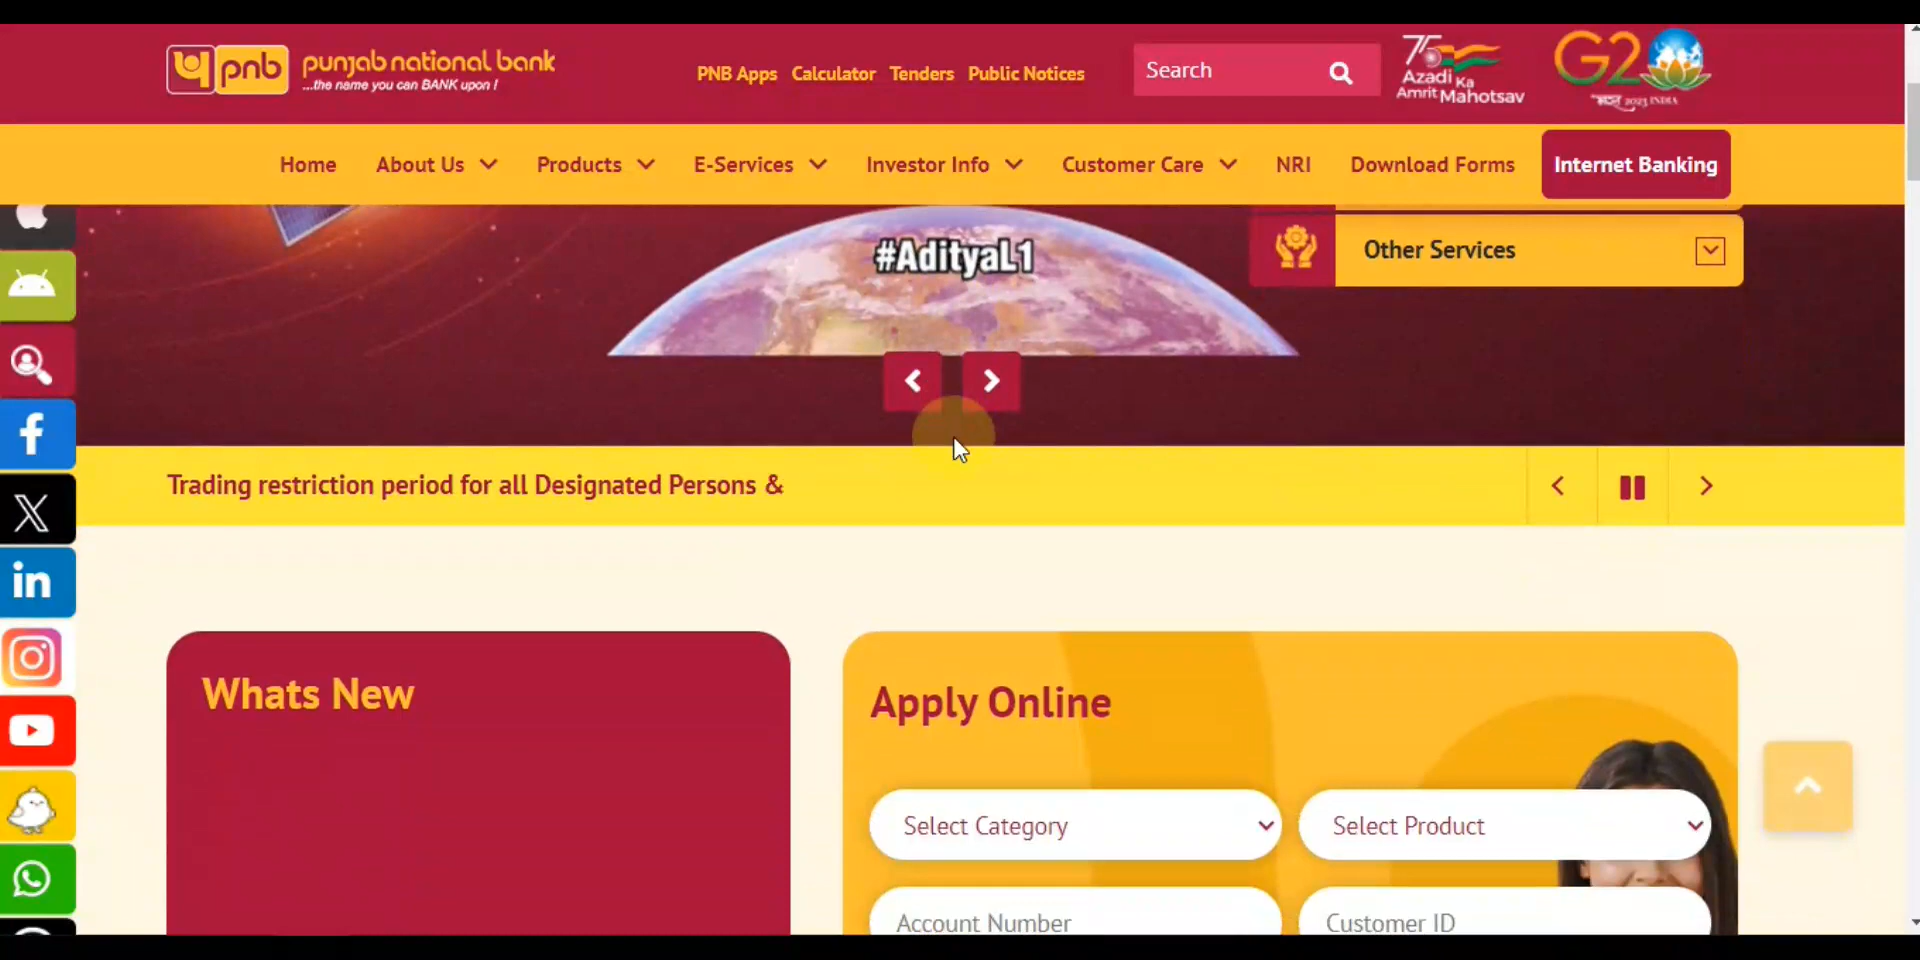 पी pnb punjab national bank
...the name you can BANK upon !
PNB Apps Calculator Tenders Public Notices
Search
75 Azadi Ka
Amrit Mahotsav
G20
2023 INDIA
Home About Us Products E-Services Investor Info Customer Care NRI Download Forms Internet Banking
#AdityaL1
Other Services
Trading restriction period for all Designated Persons &
Whats New
Apply Online
Select Category
Select Product
Account Number
Customer ID